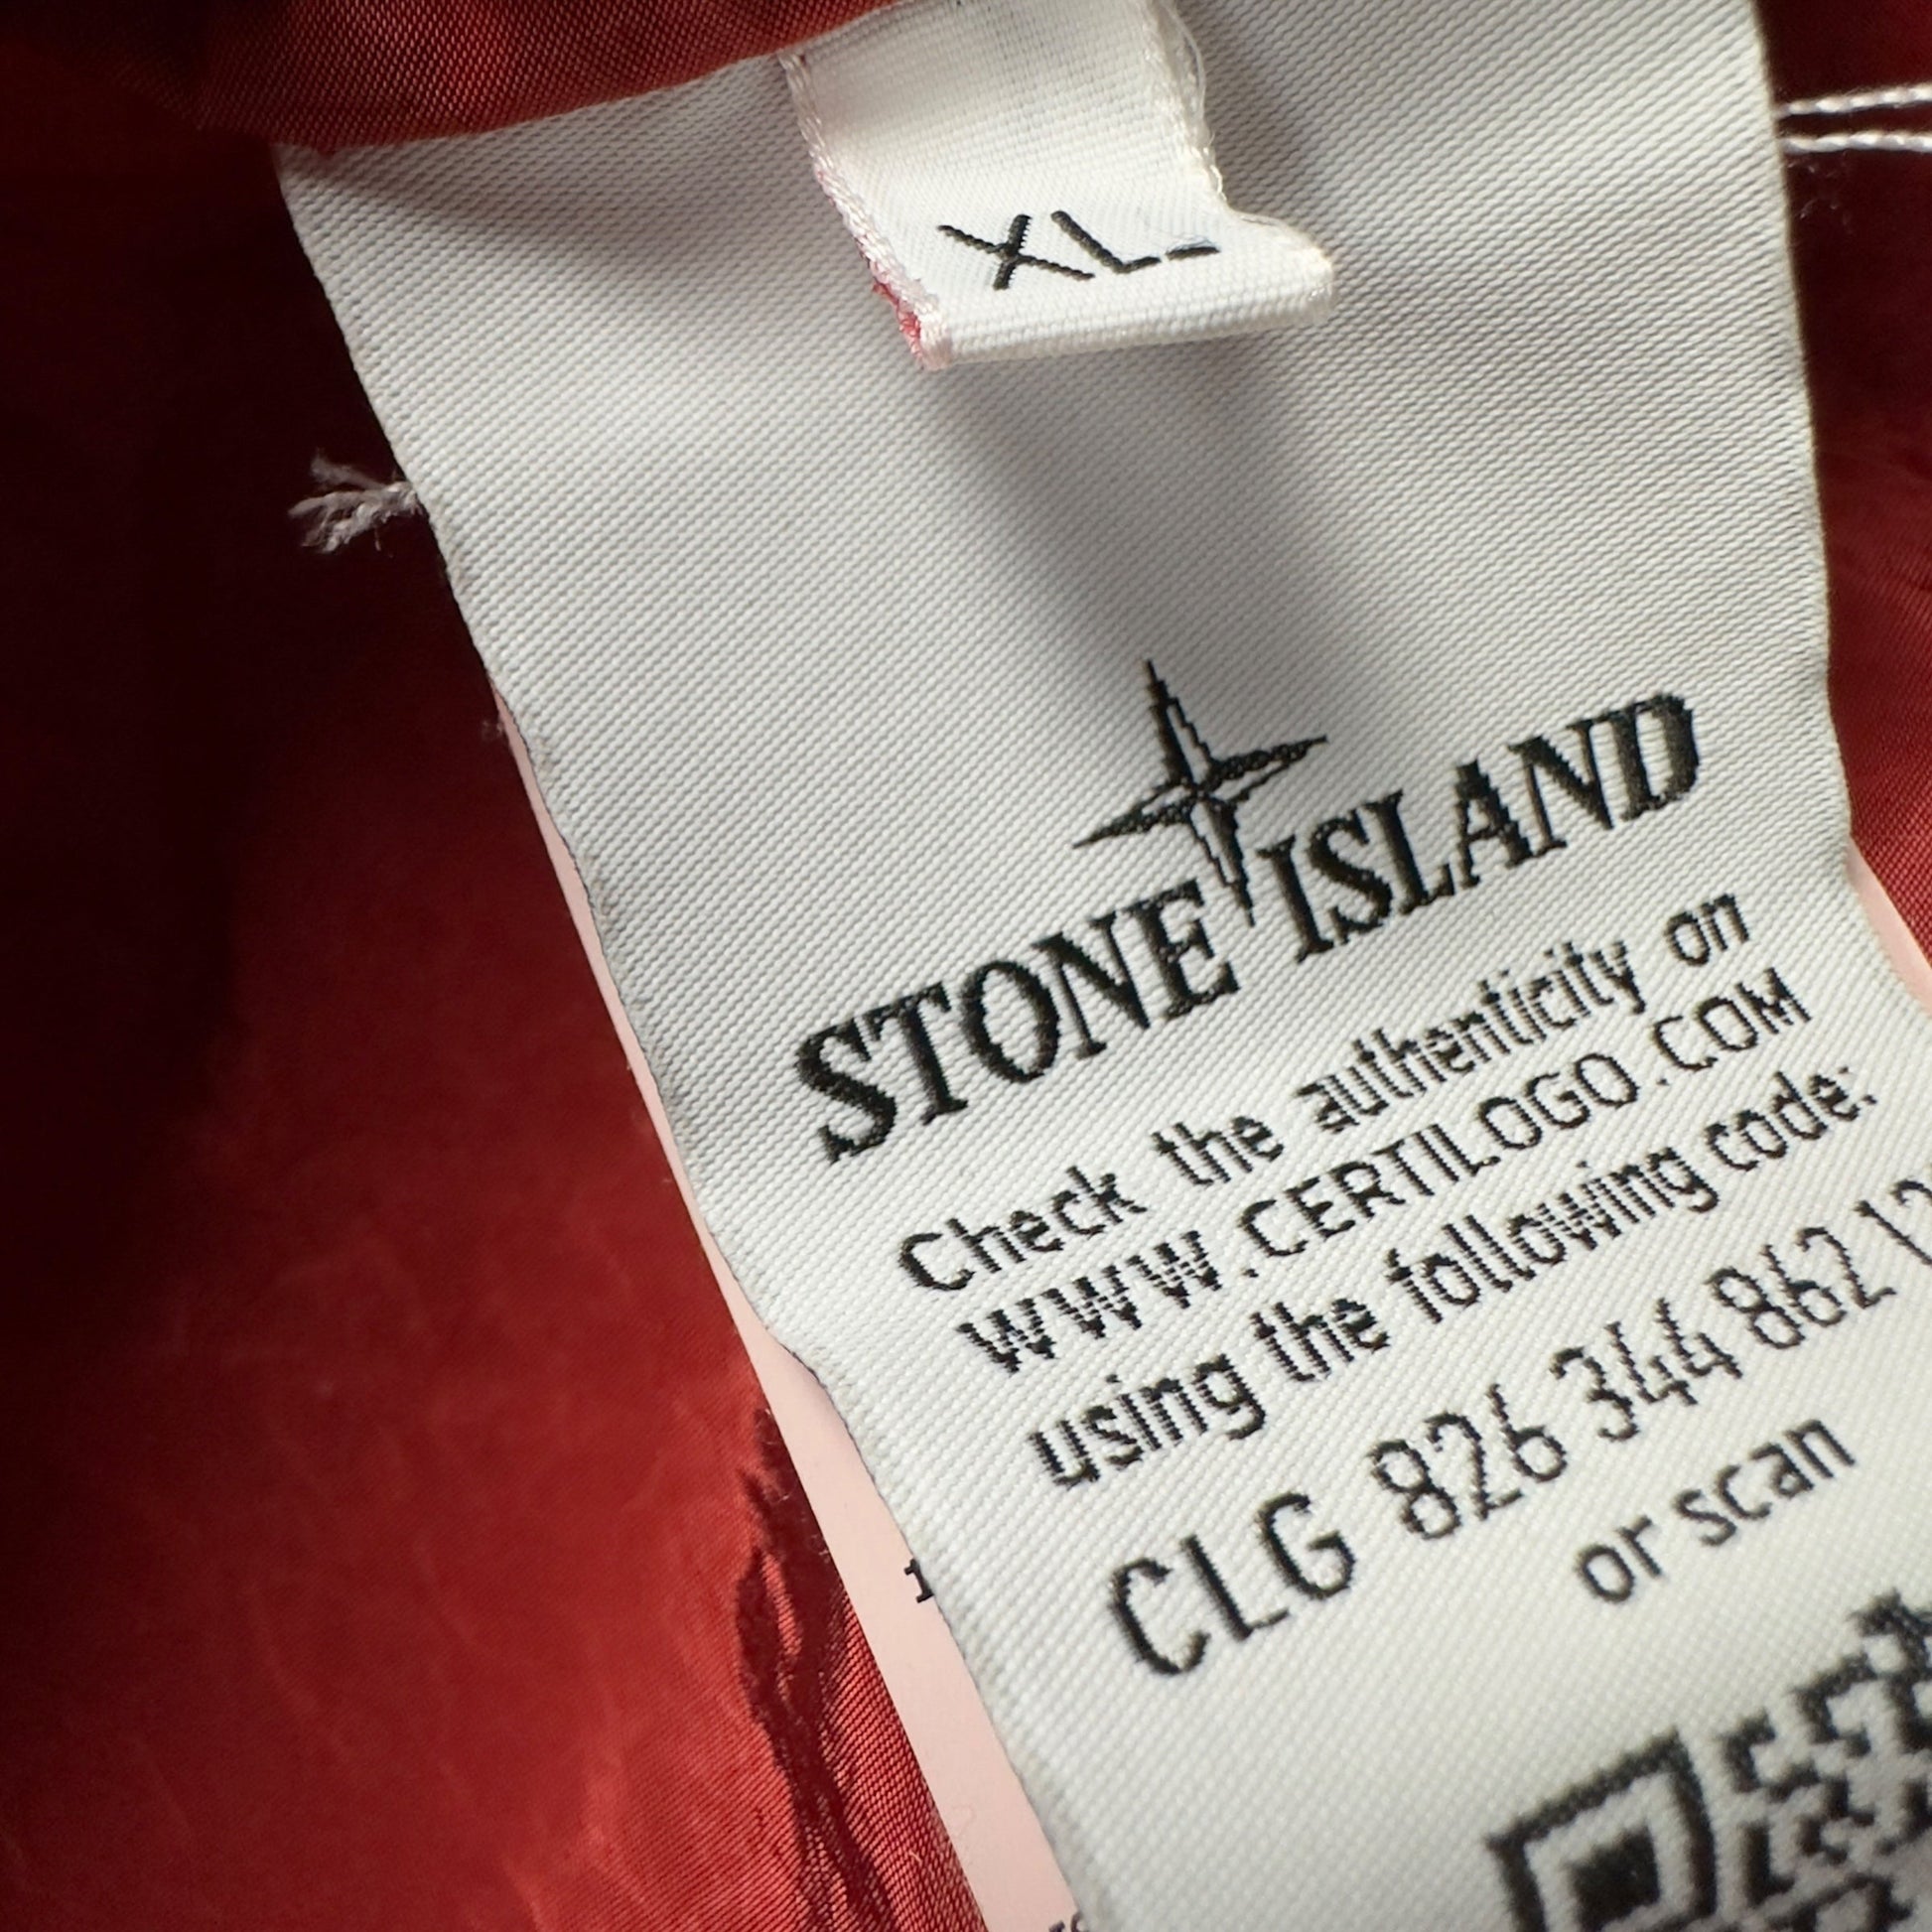 XL
STONE ISLAND
Check the authenticity on
WWW.CERTILOGO.COM
using the following code:
CLG 826 344 862 12
or scan